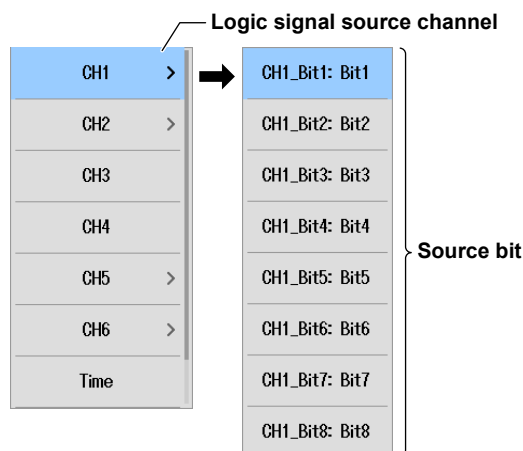 Logic signal source channel
CH1 >
CH2 >
CH3
CH4
CH5 >
CH6 >
Time
CH1_Bit1: Bit1
CH1_Bit2: Bit2
CH1_Bit3: Bit3
CH1_Bit4: Bit4
CH1_Bit5: Bit5
CH1_Bit6: Bit6
CH1_Bit7: Bit7
CH1_Bit8: Bit8
Source bit